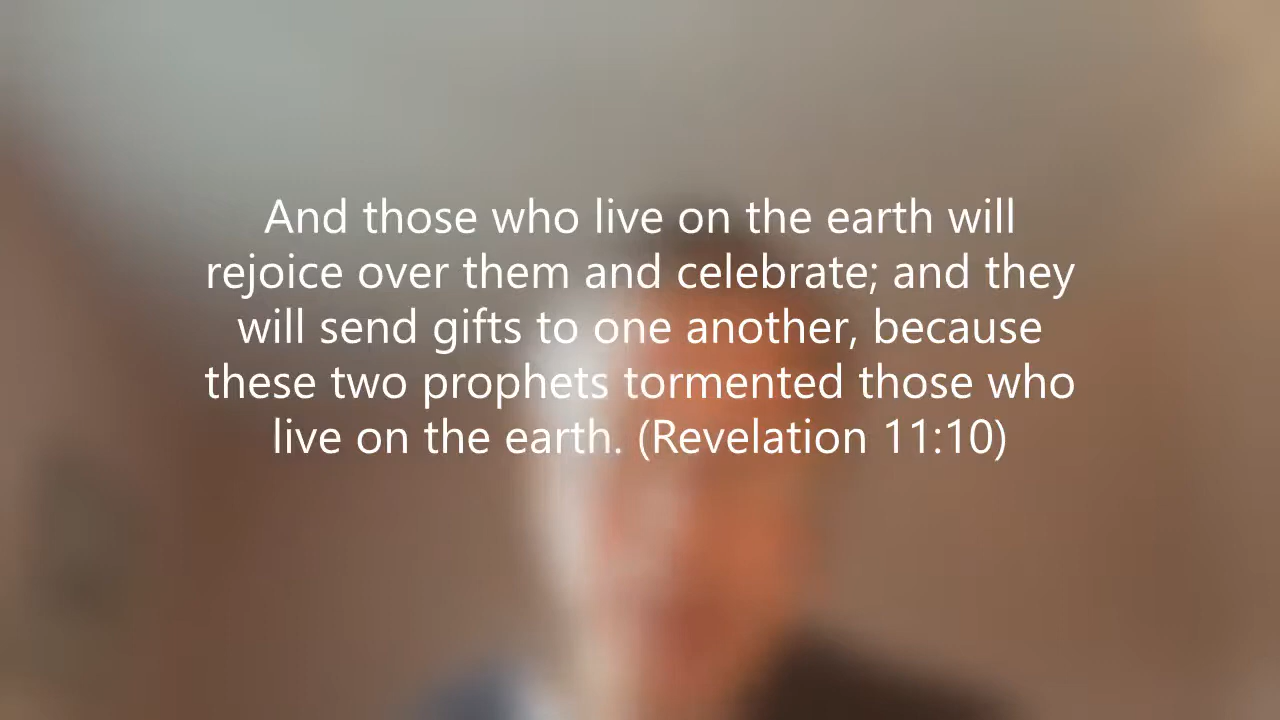 And those who live on the earth will
rejoice over them and celebrate; and they
will send gifts to one another, because
these two prophets tormented those who
live on the earth. (Revelation 11:10)